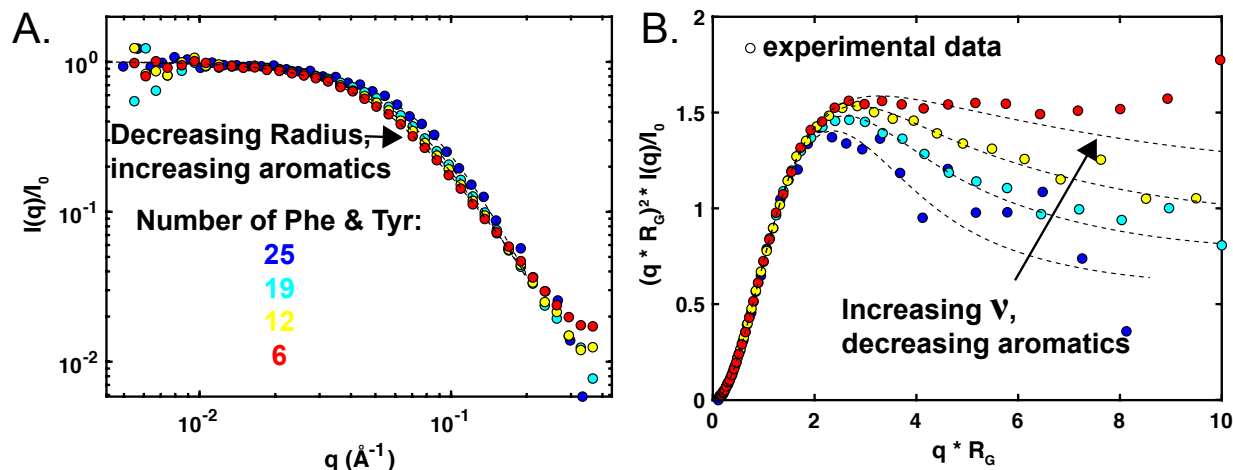 A.
I(q)/I₀
10⁰
10⁻¹
10⁻²
Decreasing Radius,
increasing aromatics
Number of Phe & Tyr:
25
19
12
6
10⁻² 10⁻¹
q (Å⁻¹)
B.
(q * R_G)² * I(q)/I₀
2
1.5
1
0.5
0
experimental data
Increasing ν,
decreasing aromatics
0 2 4 6 8 10
q * R_G